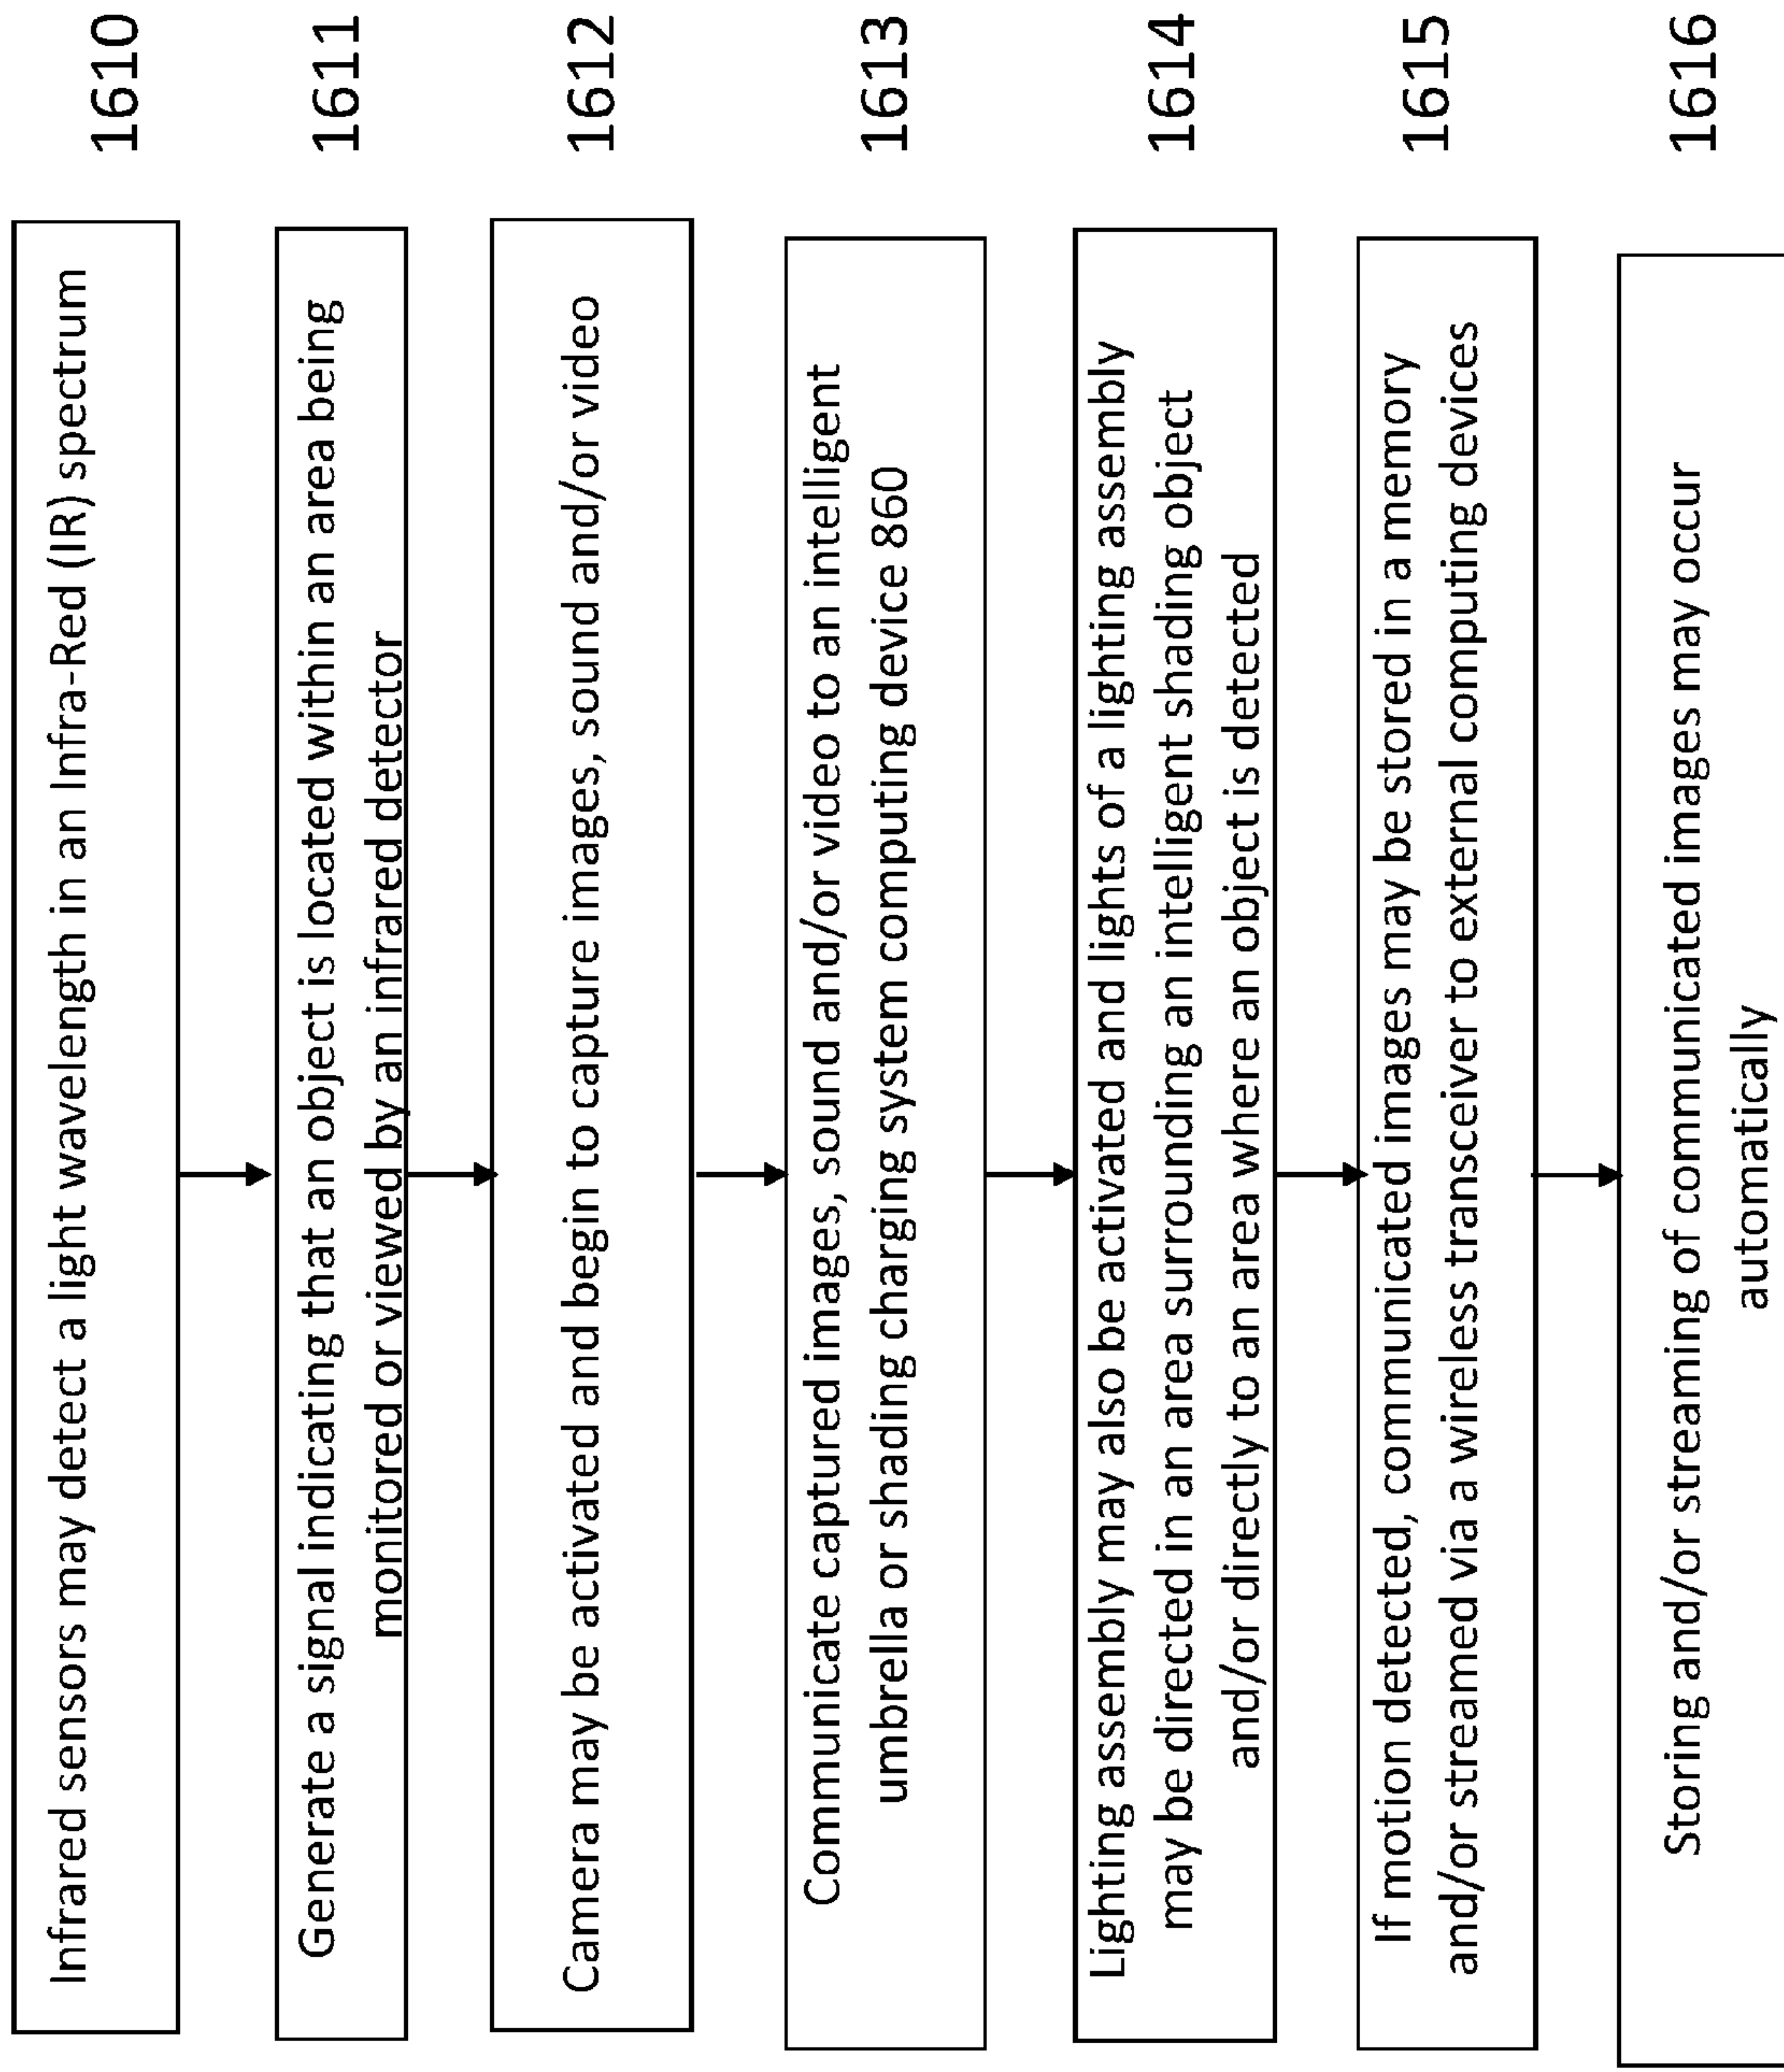 Infrared sensors may detect a light wavelength in an Infra-Red (IR) spectrum
1610
Generate a signal indicating that an object is located within an area being
monitored or viewed by an infrared detector
1611
Camera may be activated and begin to capture images, sound and/or video
1612
Communicate captured images, sound and/or video to an intelligent
umbrella or shading charging system computing device 860
1613
Lighting assembly may also be activated and lights of a lighting assembly
may be directed in an area surrounding an intelligent shading object
and/or directly to an area where an object is detected
1614
If motion detected, communicated images may be stored in a memory
and/or streamed via a wireless transceiver to external computing devices
1615
Storing and/or streaming of communicated images may occur
automatically
1616